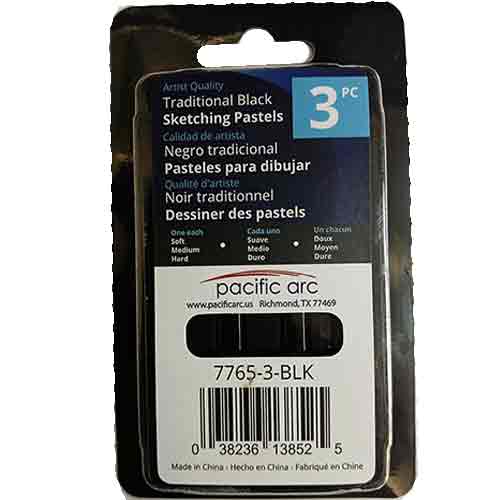 Artist Quality
Traditional Black
Sketching Pastels
3 PC
Calidad de artista
Negro tradicional
Pasteles para dibujar
Qualité d'artiste
Noir traditionnel
Dessiner des pastels
One each
Soft
Medium
Hard
•
Cada uno
Suave
Medio
Duro
•
Un chacun
Doux
Moyen
Dure
pacific arc
www.pacificarc.us Richmond, TX 77469
7765-3-BLK
0 38236 13852 5
Made in China • Hecho en China • Fabriqué en Chine